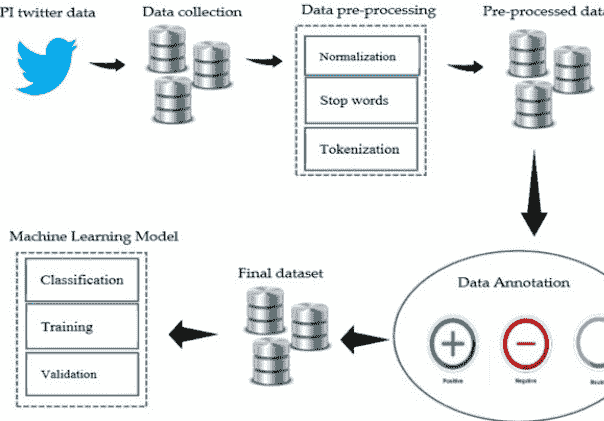 PI twitter data
Data collection
Data pre-processing
Pre-processed data
Normalization
Stop words
Tokenization
Machine Learning Model
Classification
Training
Validation
Final dataset
Data Annotation
Positive
Negative